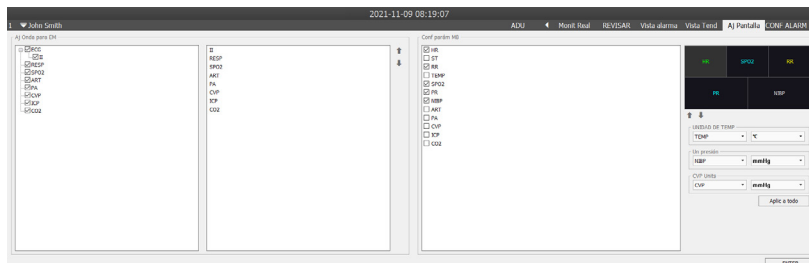 2021-11-09 08:19:07
1 John Smith ADU Monit Real REVISAR Vista alarma Vista Tend Aj Pantalla CONF ALARM
Aj Onda para EM
ECG
II
RESP
SPO2
ART
PA
CVP
ICP
CO2
II
RESP
SPO2
ART
PA
CVP
ICP
CO2
Conf parám MG
HR
ST
RR
TEMP
SPO2
PR
NIBP
ART
PA
CVP
ICP
CO2
HR SPO2 RR
PR NIBP
UNIDAD DE TEMP
TEMP ℃
Un presión
NIBP mmHg
CVP Units
CVP mmHg
Aplic a todo
ENTER